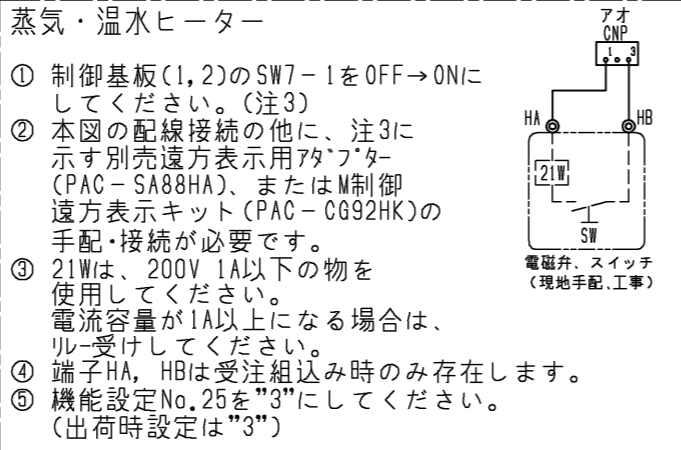 蒸気・温水ヒーター
① 制御基板(1,2)のSW7－1をOFF→ONに
してください。(注3)
② 本図の配線接続の他に、注3に
示す別売遠方表示用ｱﾀﾞﾌﾟﾀｰ
(PAC－SA88HA)、またはM制御
遠方表示キット(PAC－CG92HK)の
手配・接続が必要です。
③ 21Wは、200V 1A以下の物を
使用してください。
電流容量が1A以上になる場合は、
ﾘﾚｰ受けしてください。
④ 端子HA, HBは受注組込み時のみ存在します。
⑤ 機能設定No.25を”3”にしてください。
(出荷時設定は”3”)
アオ
CNP
1 3
HA HB
21W
SW
電磁弁、スイッチ
(現地手配、工事)